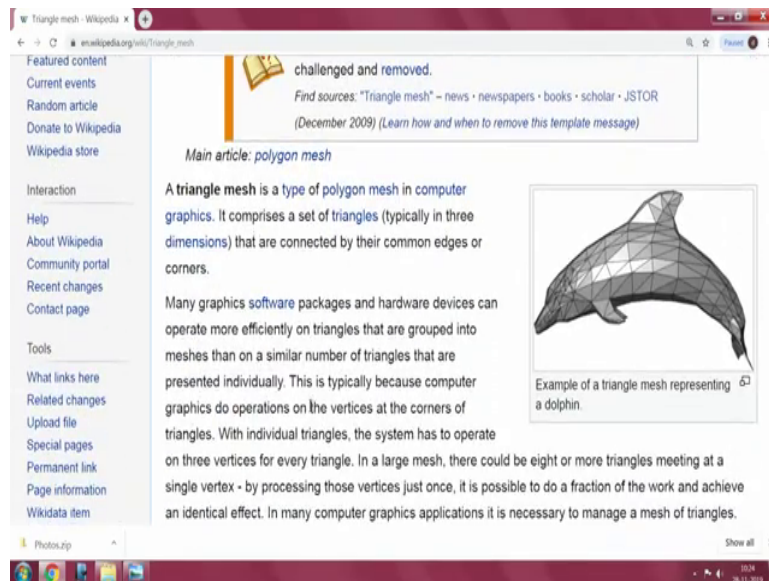 Triangle mesh - Wikipedia
en.wikipedia.org/wiki/Triangle_mesh
Paused
Featured content
Current events
Random article
Donate to Wikipedia
Wikipedia store
Interaction
Help
About Wikipedia
Community portal
Recent changes
Contact page
Tools
What links here
Related changes
Upload file
Special pages
Permanent link
Page information
Wikidata item
challenged and removed.
Find sources: "Triangle mesh" – news · newspapers · books · scholar · JSTOR
(December 2009) (Learn how and when to remove this template message)
Main article: polygon mesh
A triangle mesh is a type of polygon mesh in computer
graphics. It comprises a set of triangles (typically in three
dimensions) that are connected by their common edges or
corners.
Many graphics software packages and hardware devices can
operate more efficiently on triangles that are grouped into
meshes than on a similar number of triangles that are
presented individually. This is typically because computer
graphics do operations on the vertices at the corners of
triangles. With individual triangles, the system has to operate
on three vertices for every triangle. In a large mesh, there could be eight or more triangles meeting at a
single vertex - by processing those vertices just once, it is possible to do a fraction of the work and achieve
an identical effect. In many computer graphics applications it is necessary to manage a mesh of triangles.
Example of a triangle mesh representing
a dolphin.
Photos.zip
Show all
10:24